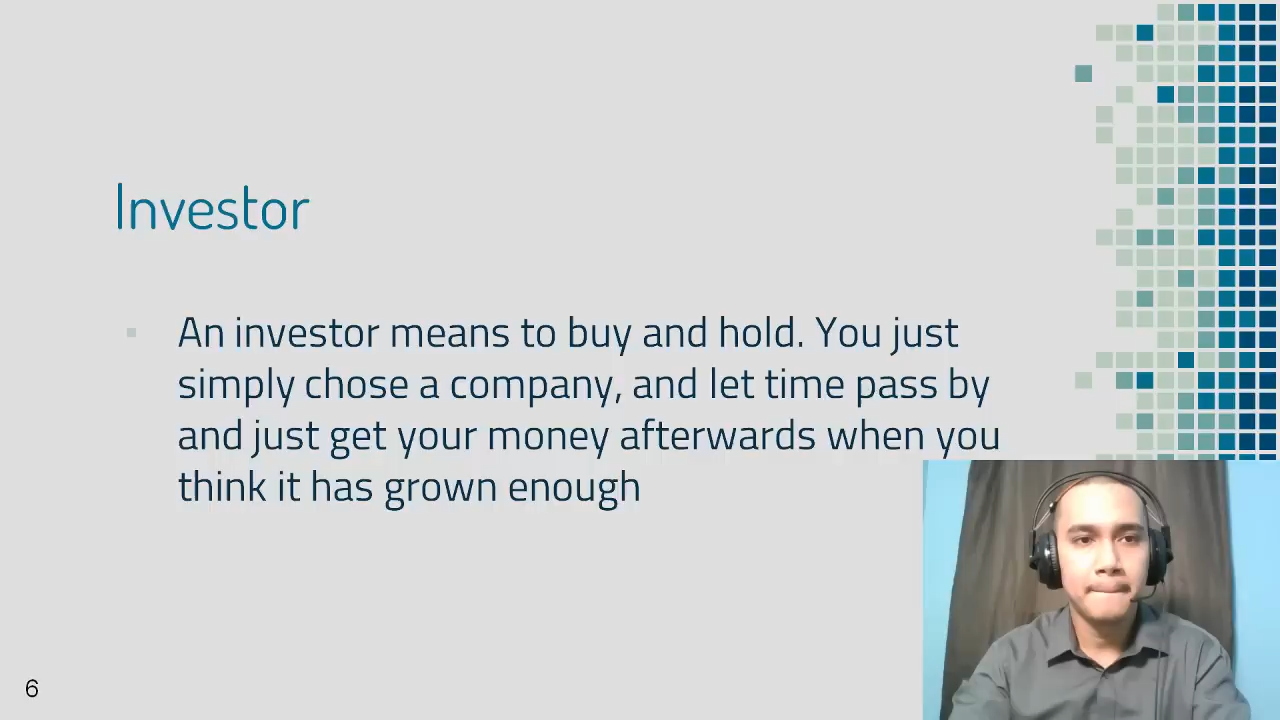 Investor
An investor means to buy and hold. You just
simply chose a company, and let time pass by
and just get your money afterwards when you
think it has grown enough
6